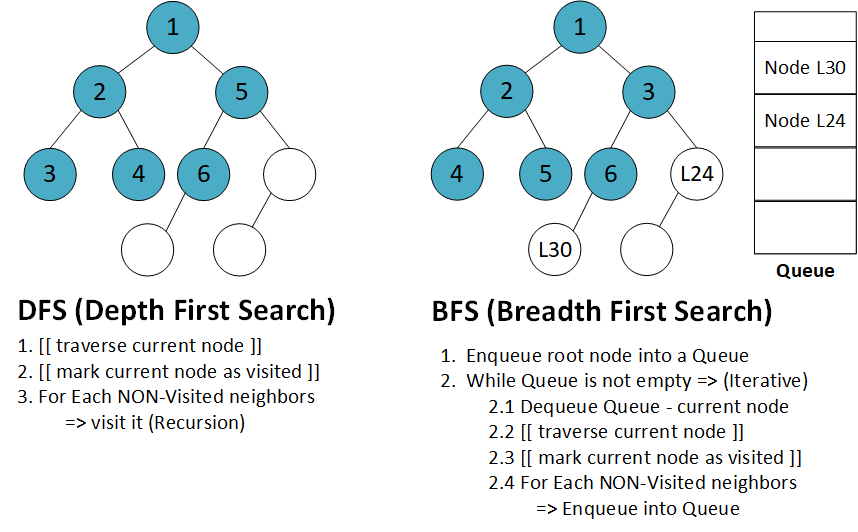 1
2
5
3
4
6
1
2
3
4
5
6
L24
L30
Node L30
Node L24
Queue
DFS (Depth First Search)
1. [[ traverse current node ]]
2. [[ mark current node as visited ]]
3. For Each NON-Visited neighbors
=> visit it (Recursion)
BFS (Breadth First Search)
1. Enqueue root node into a Queue
2. While Queue is not empty => (Iterative)
2.1 Dequeue Queue - current node
2.2 [[ traverse current node ]]
2.3 [[ mark current node as visited ]]
2.4 For Each NON-Visited neighbors
=> Enqueue into Queue